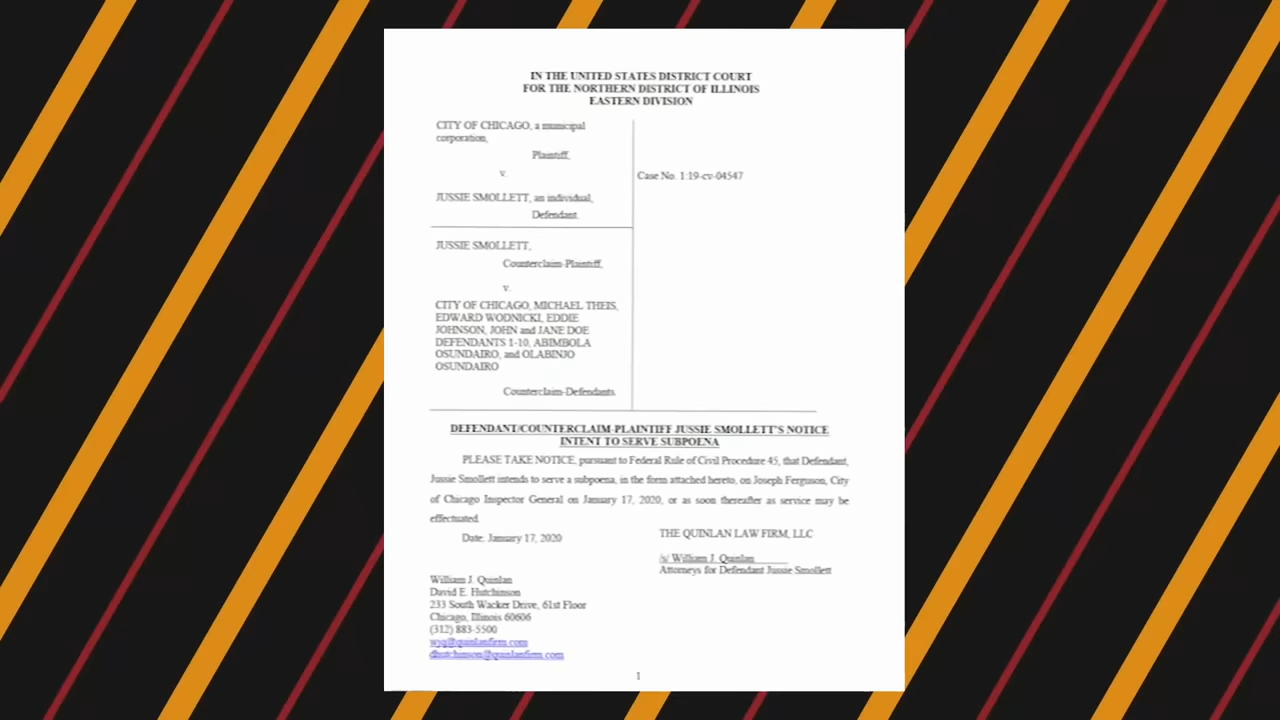 IN THE UNITED STATES DISTRICT COURT
FOR THE NORTHERN DISTRICT OF ILLINOIS
EASTERN DIVISION
CITY OF CHICAGO, a municipal
corporation,
Plaintiff,
v.
JUSSIE SMOLLETT, an individual,
Defendant.
Case No. 1:19-cv-04547
JUSSIE SMOLLETT,
Counterclaim-Plaintiff,
v.
CITY OF CHICAGO, MICHAEL THEIS,
EDWARD WODNICKI, EDDIE
JOHNSON, JOHN and JANE DOE
DEFENDANTS 1-10, ABIMBOLA
OSUNDAIRO, and OLABINJO
OSUNDAIRO
Counterclaim-Defendants.
DEFENDANT/COUNTERCLAIM-PLAINTIFF JUSSIE SMOLLETT'S NOTICE
INTENT TO SERVE SUBPOENA
PLEASE TAKE NOTICE, pursuant to Federal Rule of Civil Procedure 45, that Defendant,
Jussie Smollett intends to serve a subpoena, in the form attached hereto, on Joseph Ferguson, City
of Chicago Inspector General on January 17, 2020, or as soon thereafter as service may be
effectuated.
Date: January 17, 2020
THE QUINLAN LAW FIRM, LLC
/s/ William J. Quinlan
Attorneys for Defendant Jussie Smollett
William J. Quinlan
David E. Hutchinson
233 South Wacker Drive, 61st Floor
Chicago, Illinois 60606
(312) 883-5500
wjq@quinlanfirm.com
dhutchinson@quinlanfirm.com
1